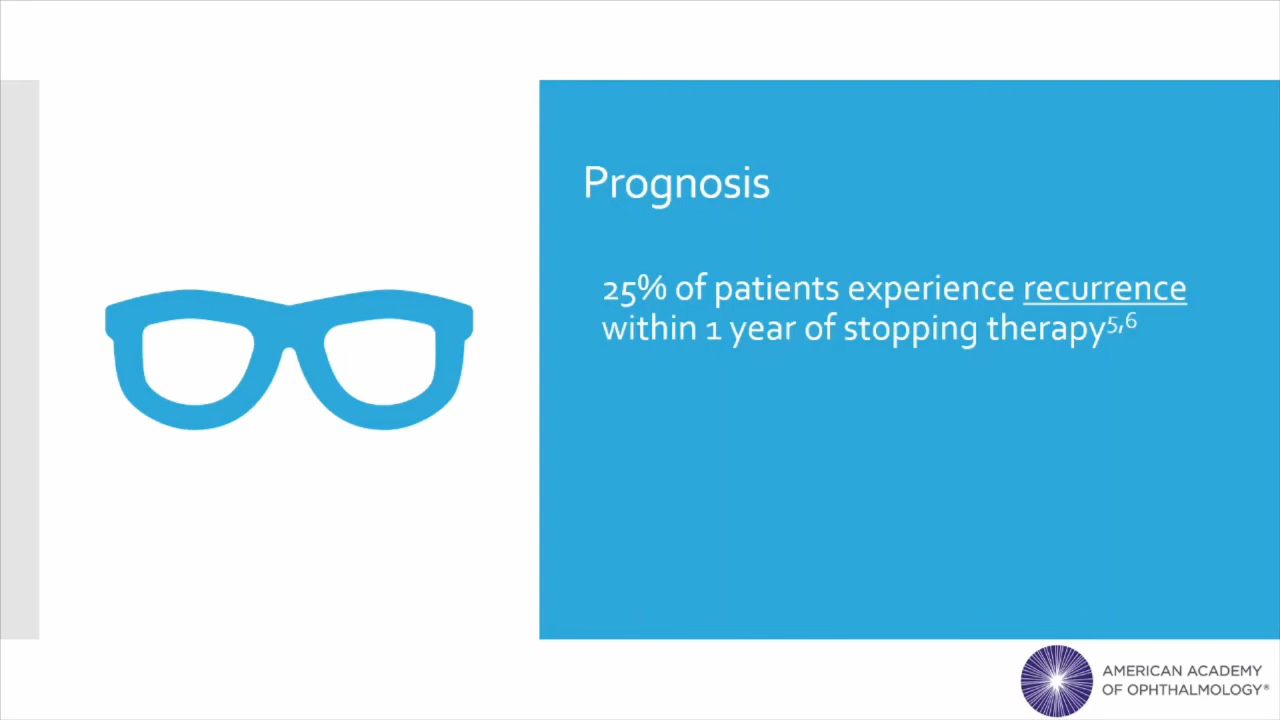 Prognosis
25% of patients experience recurrence
within 1 year of stopping therapy5,6
AMERICAN ACADEMY
OF OPHTHALMOLOGY®